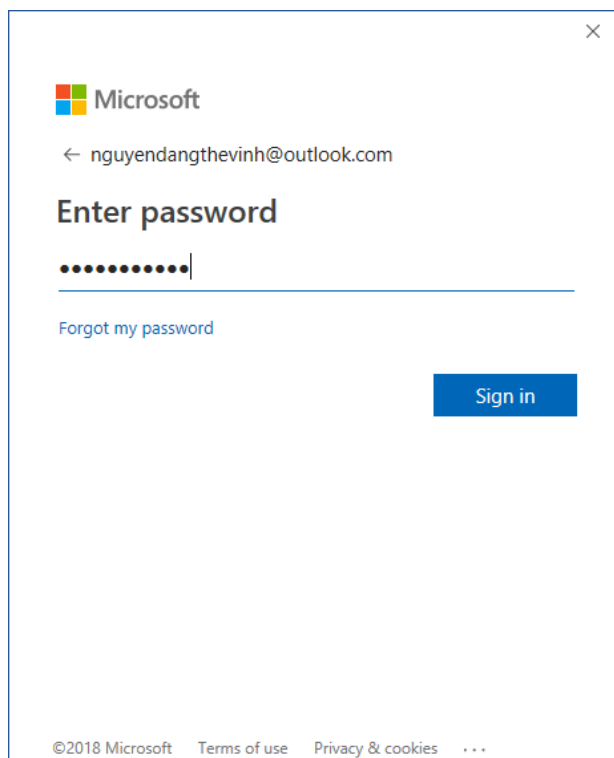 Microsoft
nguyendangthevinh@outlook.com
Enter password
•••••••••••
Forgot my password
Sign in
©2018 Microsoft Terms of use Privacy & cookies ...